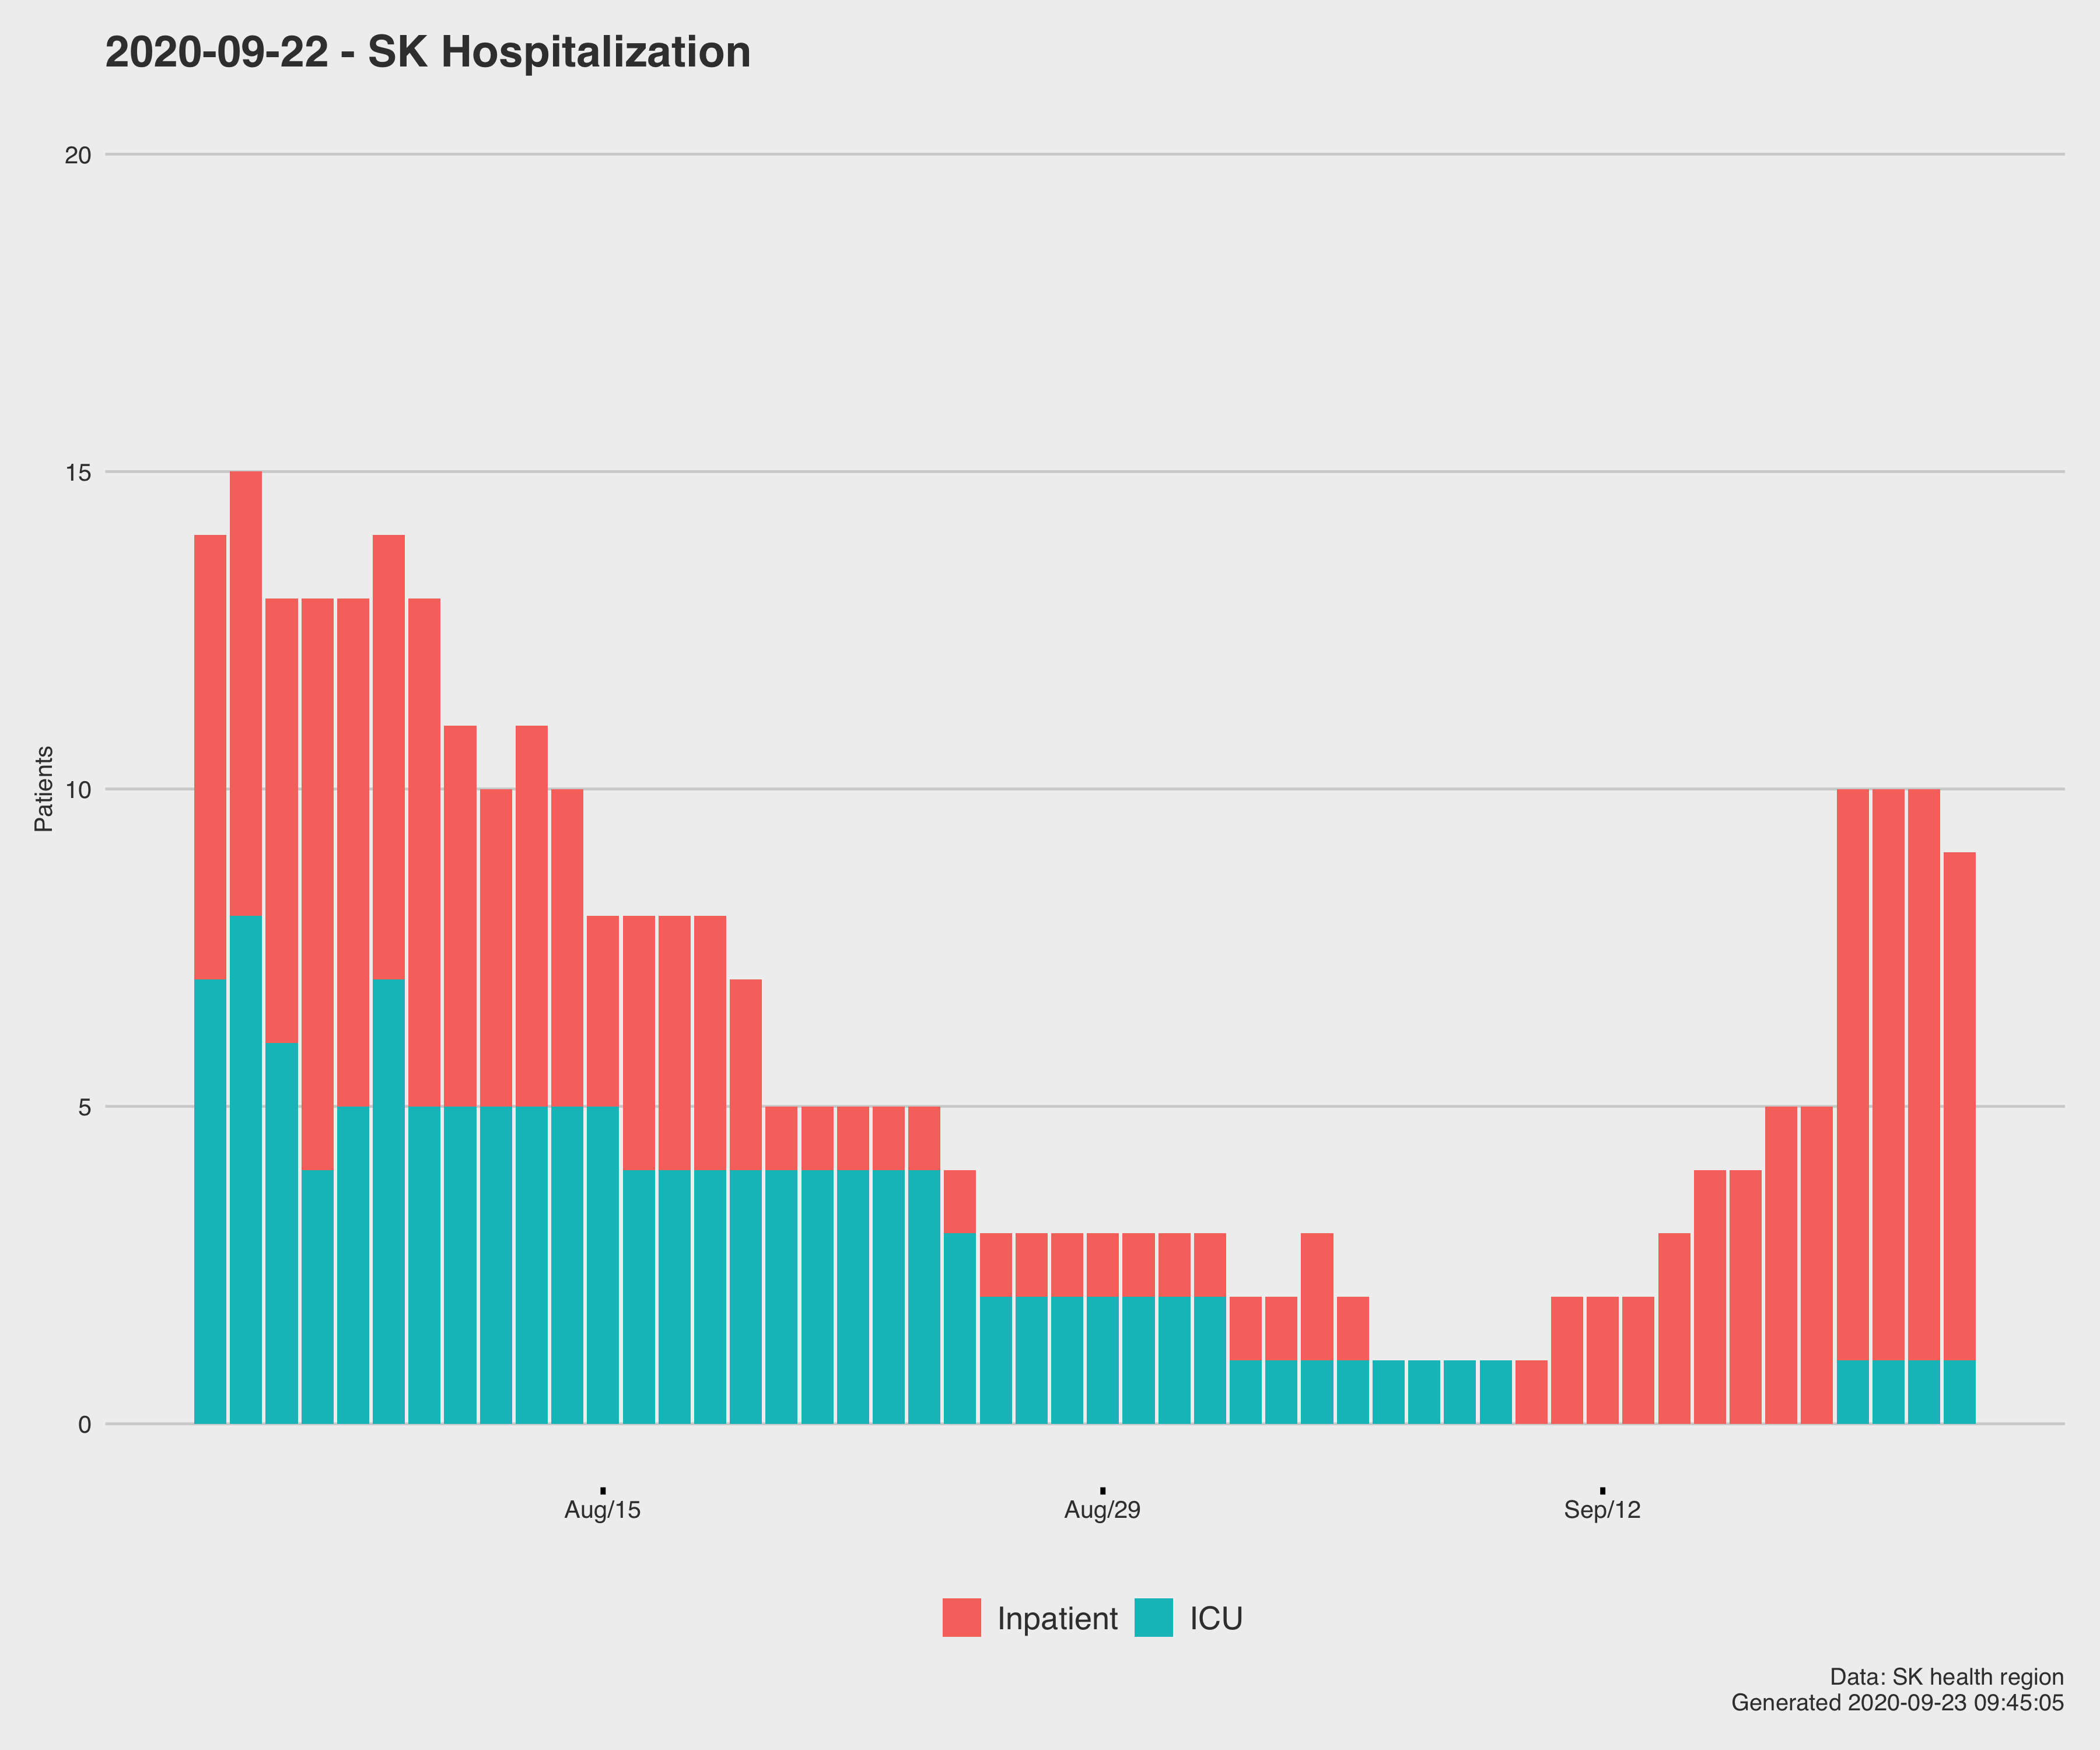 2020-09-22 - SK Hospitalization
20
15
10
5
0
Patients
Aug/15
Aug/29
Sep/12
Inpatient
ICU
Data: SK health region
Generated 2020-09-23 09:45:05